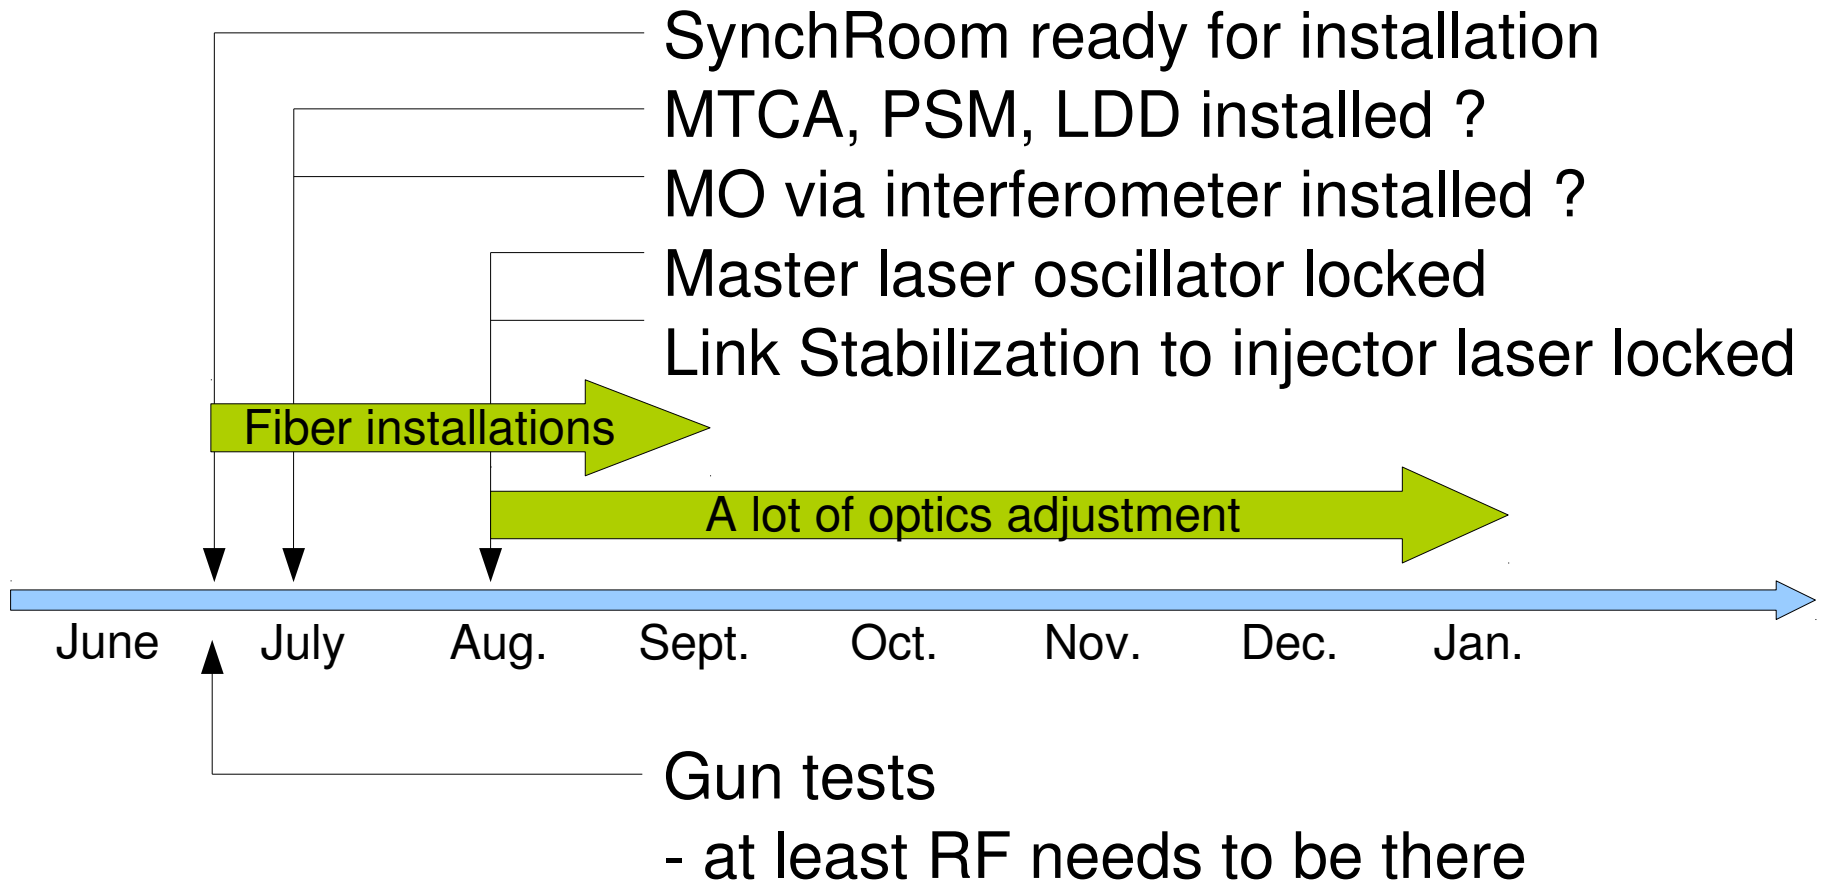 SynchRoom ready for installation
MTCA, PSM, LDD installed ?
MO via interferometer installed ?
Master laser oscillator locked
Link Stabilization to injector laser locked
Fiber installations
A lot of optics adjustment
June July Aug. Sept. Oct. Nov. Dec. Jan.
Gun tests
- at least RF needs to be there